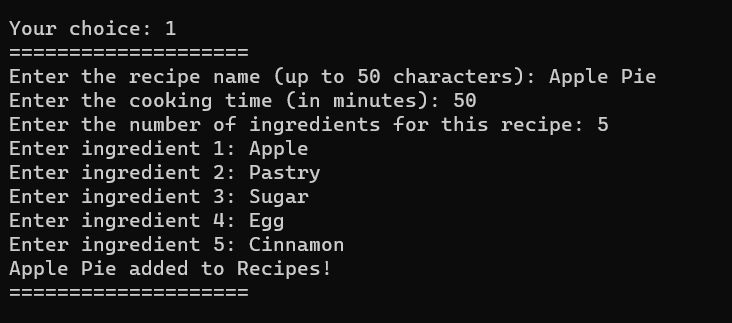 Your choice: 1
====================
Enter the recipe name (up to 50 characters): Apple Pie
Enter the cooking time (in minutes): 50
Enter the number of ingredients for this recipe: 5
Enter ingredient 1: Apple
Enter ingredient 2: Pastry
Enter ingredient 3: Sugar
Enter ingredient 4: Egg
Enter ingredient 5: Cinnamon
Apple Pie added to Recipes!
====================